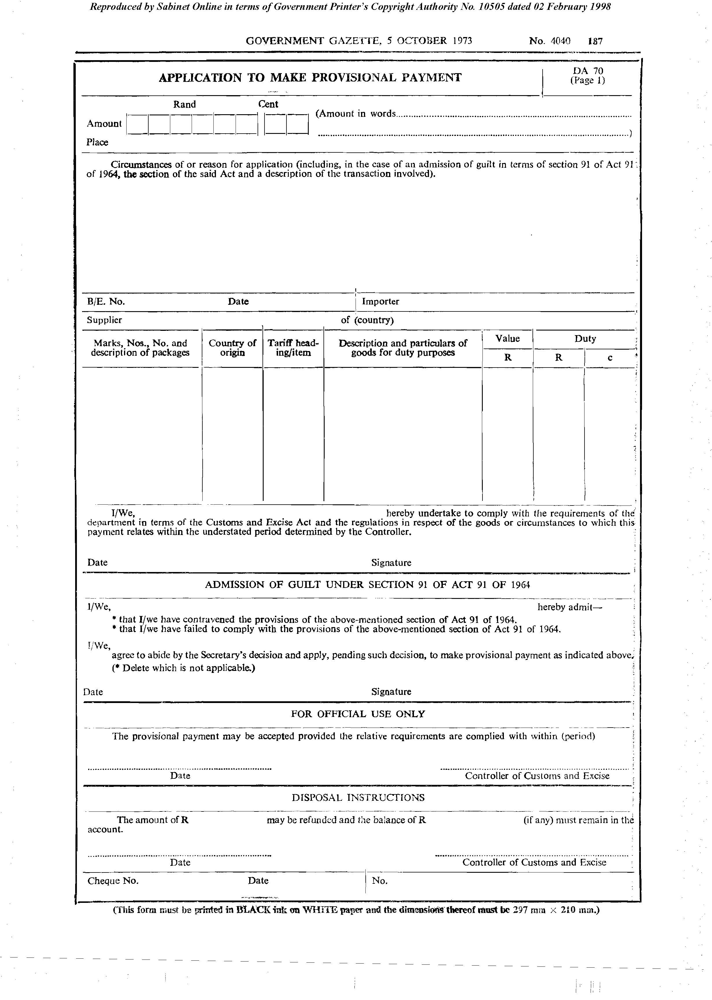 Reproduced by Sabinet Online in terms of Government Printer's Copyright Authority No. 10505 dated 02 February 1998
GOVERNMENT GAZETTE, 5 OCTOBER 1973 No. 4040 187
APPLICATION TO MAKE PROVISIONAL PAYMENT
DA 70
(Page 1)
Rand Cent
Amount
(Amount in words
)
Place
Circumstances of or reason for application (including, in the case of an admission of guilt in terms of section 91 of Act 91
of 1964, the section of the said Act and a description of the transaction involved).
B/E. No. Date Importer
Supplier of (country)
Marks, Nos., No. and
description of packages
Country of
origin
Tariff head-
ing/item
Description and particulars of
goods for duty purposes
Value
R
Duty
R c
I/We, hereby undertake to comply with the requirements of the
department in terms of the Customs and Excise Act and the regulations in respect of the goods or circumstances to which this
payment relates within the understated period determined by the Controller.
Date Signature
ADMISSION OF GUILT UNDER SECTION 91 OF ACT 91 OF 1964
I/We, hereby admit—
* that I/we have contravened the provisions of the above-mentioned section of Act 91 of 1964.
* that I/we have failed to comply with the provisions of the above-mentioned section of Act 91 of 1964.
I/We,
agree to abide by the Secretary's decision and apply, pending such decision, to make provisional payment as indicated above.
(* Delete which is not applicable.)
Date Signature
FOR OFFICIAL USE ONLY
The provisional payment may be accepted provided the relative requirements are complied with within (period)
Date Controller of Customs and Excise
DISPOSAL INSTRUCTIONS
The amount of R may be refunded and the balance of R (if any) must remain in the
account.
Date Controller of Customs and Excise
Cheque No. Date No.
(This form must be printed in BLACK ink on WHITE paper and the dimensions thereof must be 297 mm × 210 mm.)